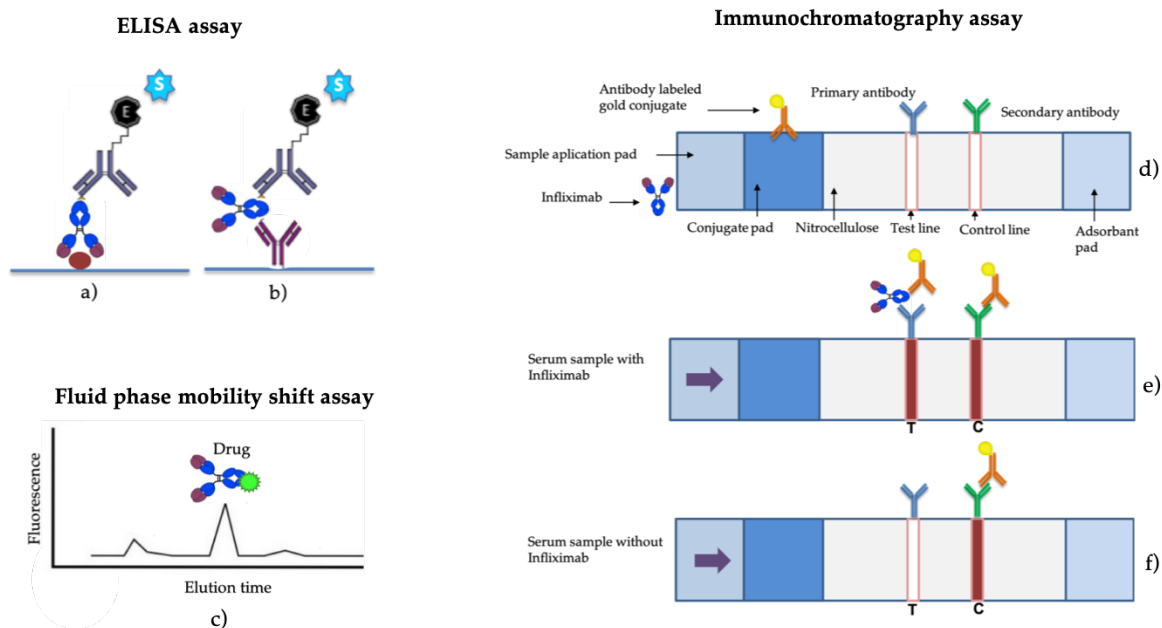 ELISA assay
S
E
S
E
a)
b)
Fluid phase mobility shift assay
Drug
Fluorescence
Elution time
c)
Immunochromatography assay
Antibody labeled
gold conjugate
Primary antibody
Secondary antibody
Sample aplication pad
Infliximab
Conjugate pad
Nitrocellulose
Test line
Control line
Adsorbant
pad
d)
Serum sample with
Infliximab
T
C
e)
Serum sample without
Infliximab
T
C
f)